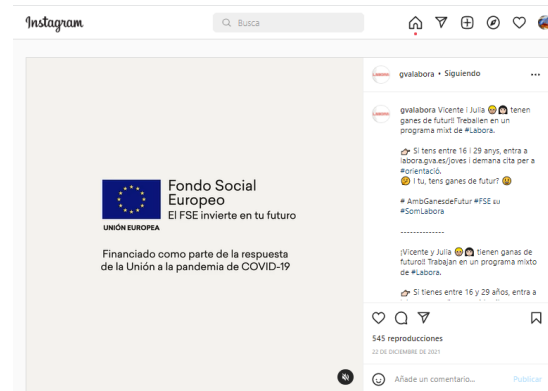 Instagram
Busca
Fondo Social
Europeo
El FSE invierte en tu futuro
UNIÓN EUROPEA
Financiado como parte de la respuesta
de la Unión a la pandemia de COVID-19
gvalabora • Siguiendo
gvalabora Vicente i Julia 👴👩🏻 tenen
ganes de futur!! Treballen en un
programa mixt de #Labora.
👉 Si tens entre 16 i 29 anys, entra a
labora.gva.es/joves i demana cita per a
#orientació.
🤔 I tu, tens ganes de futur? 😉
# AmbGanesdeFutur #FSE
#SomLabora
--------------
¡Vicente y Julia 👴👩🏻 tienen ganas de
futuro!! Trabajan en un programa mixto
de #Labora.
👉 Si tienes entre 16 y 29 años, entra a
545 reproducciones
22 DE DICIEMBRE DE 2021
Añade un comentario...
Publicar